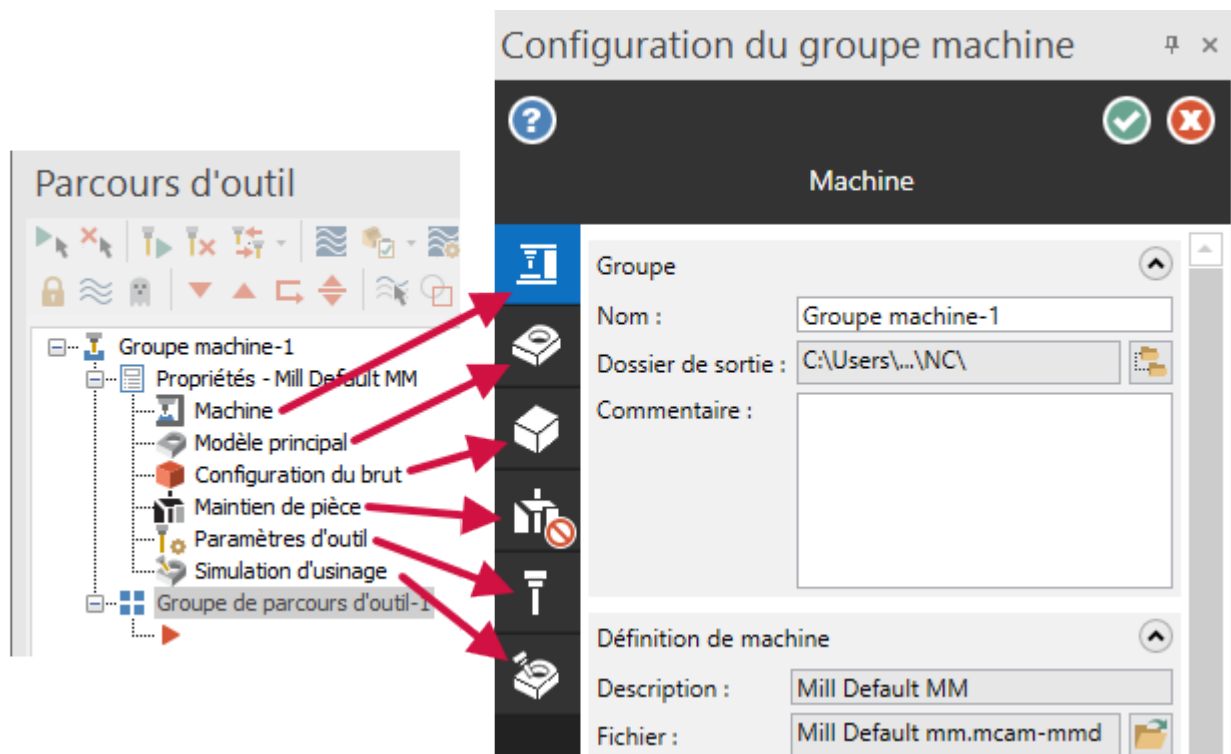 Configuration du groupe machine
Machine
Parcours d'outil
Groupe machine-1
Propriétés - Mill Default MM
Machine
Modèle principal
Configuration du brut
Maintien de pièce
Paramètres d'outil
Simulation d'usinage
Groupe de parcours d'outil-1
Groupe
Nom : Groupe machine-1
Dossier de sortie : C:\Users\...\NC\
Commentaire :
Définition de machine
Description : Mill Default MM
Fichier : Mill Default mm.mcam-mmd